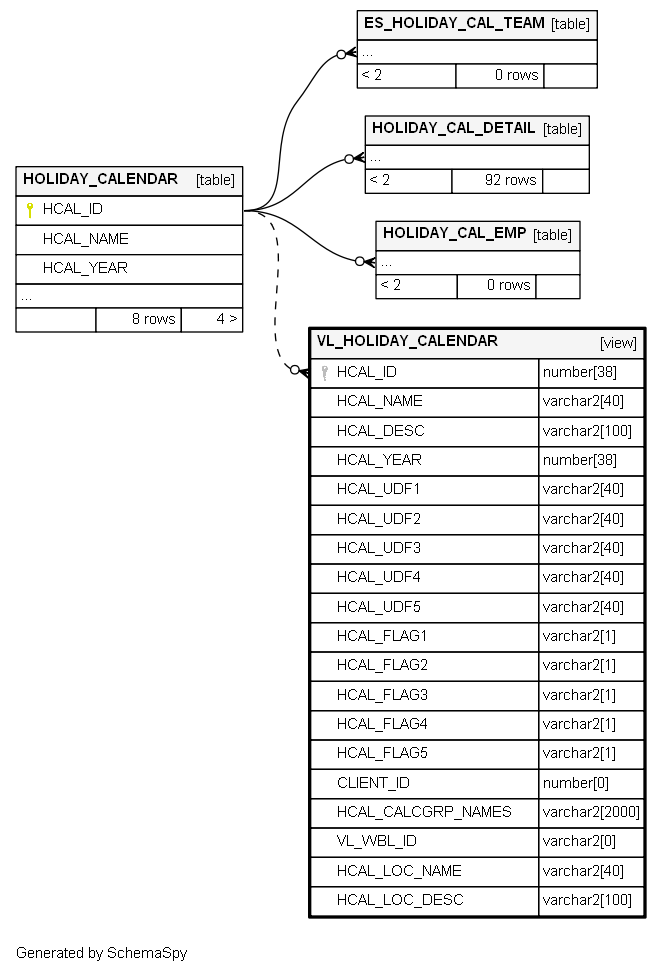 ES_HOLIDAY_CAL_TEAM [table]
...
< 2 0 rows
HOLIDAY_CAL_DETAIL [table]
...
< 2 92 rows
HOLIDAY_CALENDAR [table]
HCAL_ID
HCAL_NAME
HCAL_YEAR
...
8 rows 4 >
HOLIDAY_CAL_EMP [table]
...
< 2 0 rows
VL_HOLIDAY_CALENDAR [view]
HCAL_ID number[38]
HCAL_NAME varchar2[40]
HCAL_DESC varchar2[100]
HCAL_YEAR number[38]
HCAL_UDF1 varchar2[40]
HCAL_UDF2 varchar2[40]
HCAL_UDF3 varchar2[40]
HCAL_UDF4 varchar2[40]
HCAL_UDF5 varchar2[40]
HCAL_FLAG1 varchar2[1]
HCAL_FLAG2 varchar2[1]
HCAL_FLAG3 varchar2[1]
HCAL_FLAG4 varchar2[1]
HCAL_FLAG5 varchar2[1]
CLIENT_ID number[0]
HCAL_CALCGRP_NAMES varchar2[2000]
VL_WBL_ID varchar2[0]
HCAL_LOC_NAME varchar2[40]
HCAL_LOC_DESC varchar2[100]
Generated by SchemaSpy